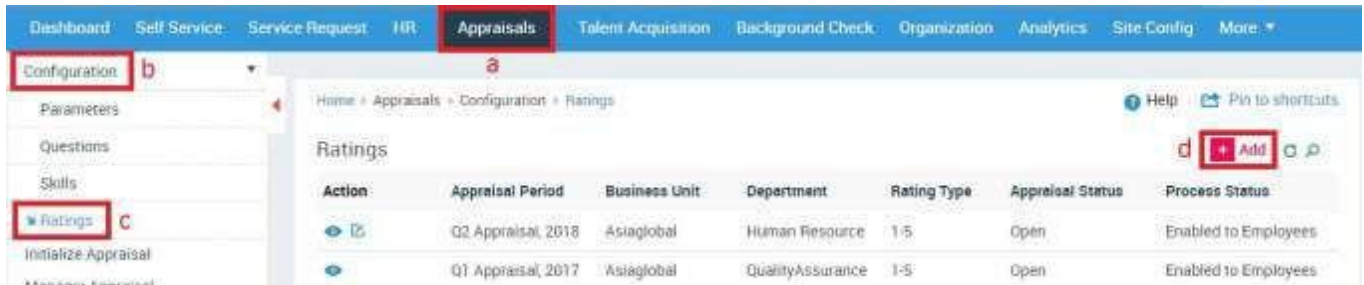 Dashboard Self Service Service Request HR Appraisals Talent Acquisition Background Check Organization Analytics Site Config More
Configuration b a
Parameters
Home Appraisals Configuration Ratings Help Pin to shortcuts
Questions
Ratings d + Add
Skills
Action Appraisal Period Business Unit Department Rating Type Appraisal Status Process Status
Ratings c
Q2 Appraisal, 2018 Asiaglobal Human Resource 1-5 Open Enabled to Employees
Initialize Appraisal
Q1 Appraisal, 2017 Asiaglobal QualityAssurance 1-5 Open Enabled to Employees